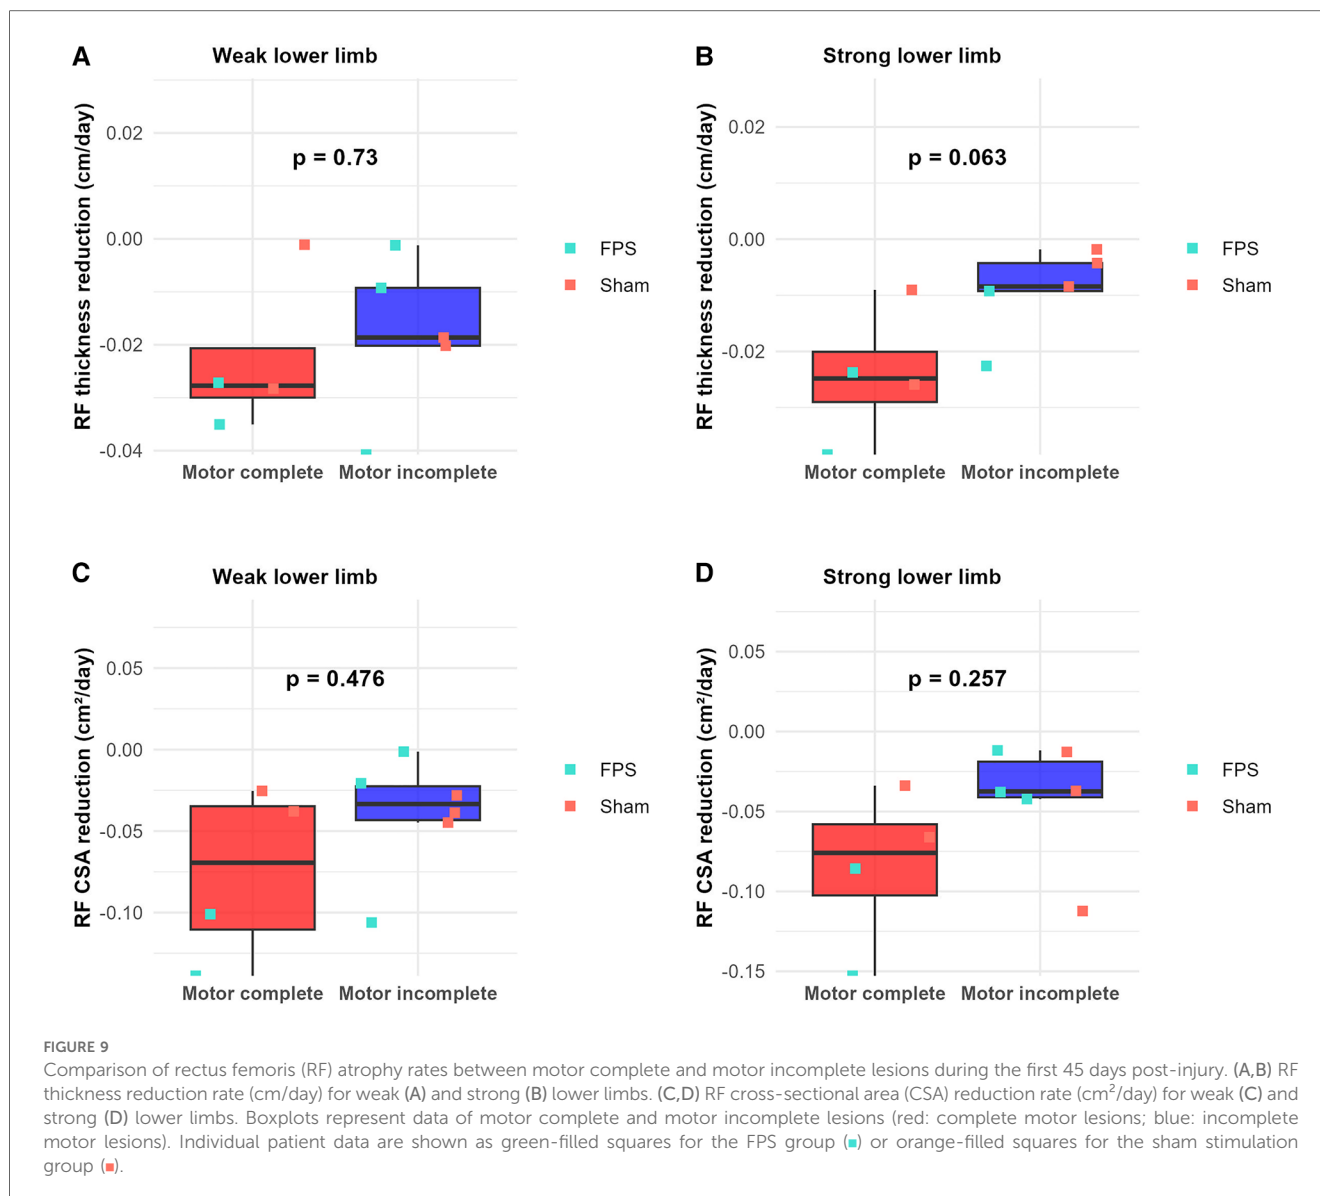 A
Weak lower limb
RF thickness reduction (cm/day)
0.02
0.00
-0.02
-0.04
p = 0.73
Motor complete
Motor incomplete
FPS
Sham
B
Strong lower limb
RF thickness reduction (cm/day)
0.02
0.00
-0.02
p = 0.063
Motor complete
Motor incomplete
FPS
Sham
C
Weak lower limb
RF CSA reduction (cm²/day)
0.05
0.00
-0.05
-0.10
p = 0.476
Motor complete
Motor incomplete
FPS
Sham
D
Strong lower limb
RF CSA reduction (cm²/day)
0.05
0.00
-0.05
-0.10
-0.15
p = 0.257
Motor complete
Motor incomplete
FPS
Sham
FIGURE 9
Comparison of rectus femoris (RF) atrophy rates between motor complete and motor incomplete lesions during the first 45 days post-injury. (A,B) RF
thickness reduction rate (cm/day) for weak (A) and strong (B) lower limbs. (C,D) RF cross-sectional area (CSA) reduction rate (cm²/day) for weak (C) and
strong (D) lower limbs. Boxplots represent data of motor complete and motor incomplete lesions (red: complete motor lesions; blue: incomplete
motor lesions). Individual patient data are shown as green-filled squares for the FPS group (■) or orange-filled squares for the sham stimulation
group (■).